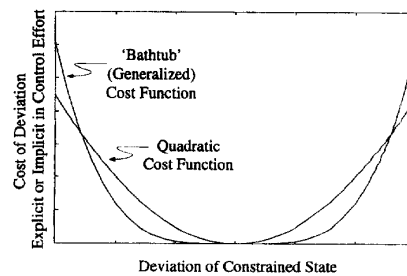 'Bathtub'
(Generalized)
Cost Function
Quadratic
Cost Function
Cost of Deviation
Explicit or Implicit in Control Effort
Deviation of Constrained State